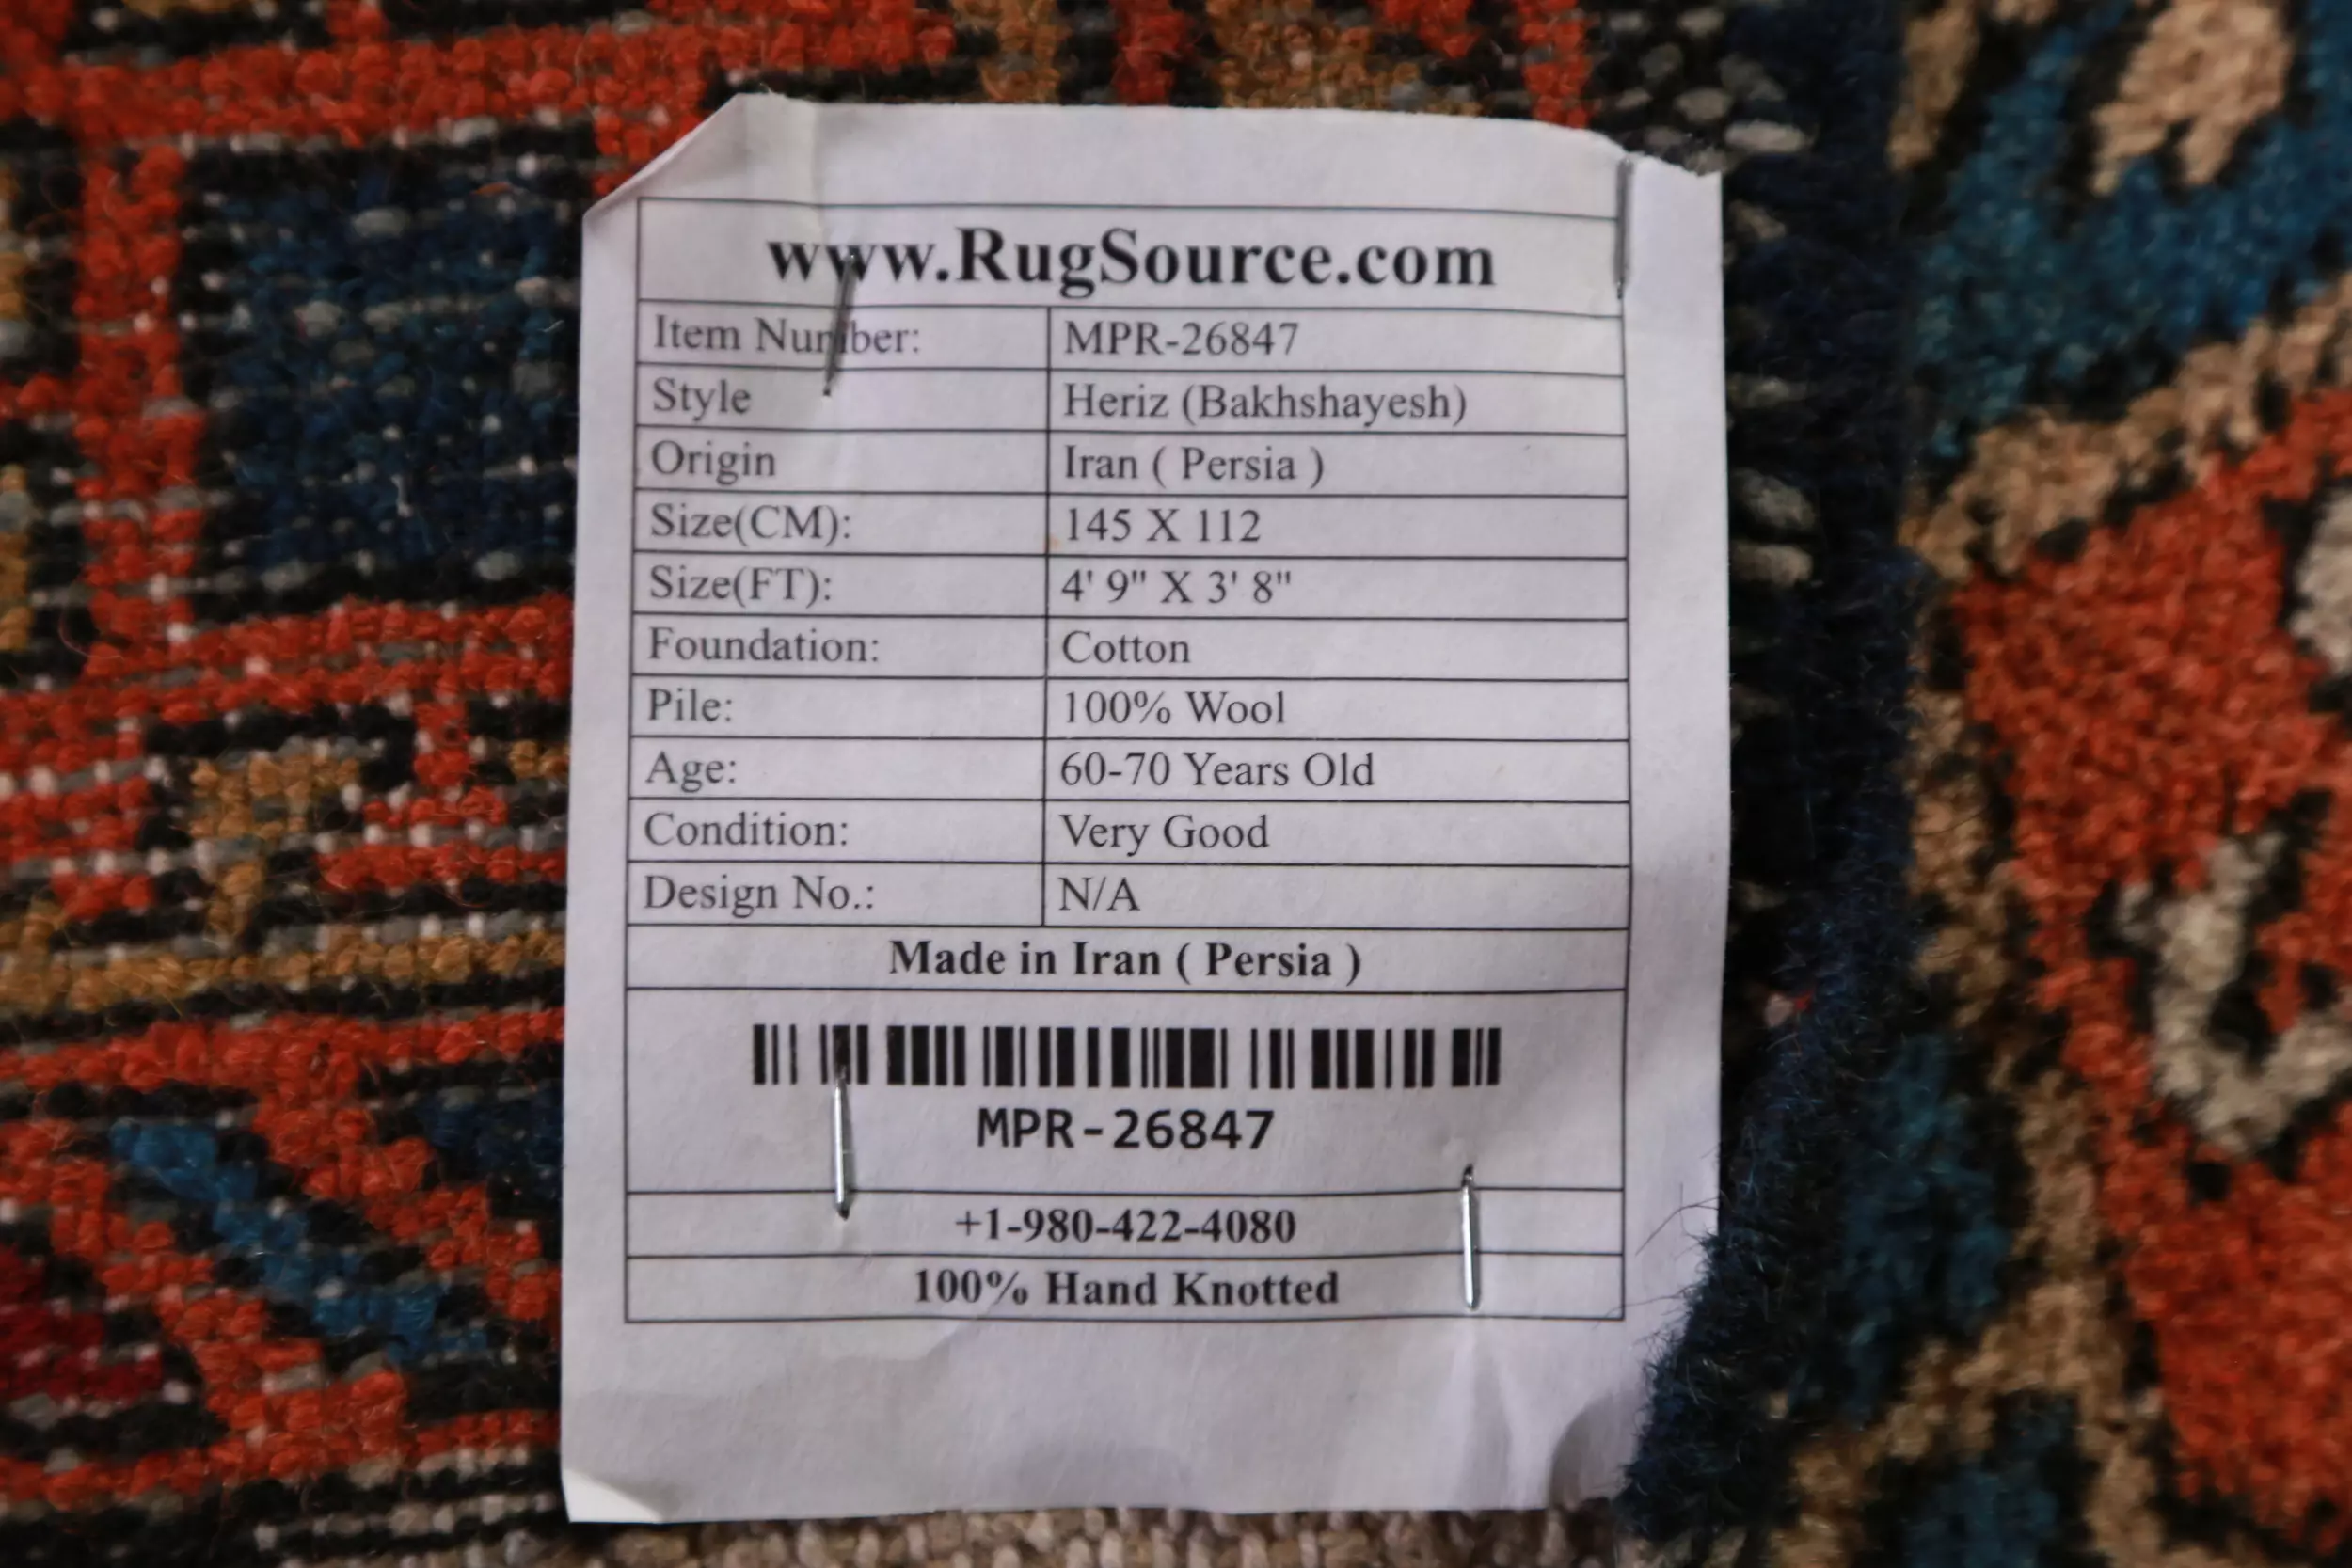 www.RugSource.com
Item Number: MPR-26847
Style Heriz (Bakhshayesh)
Origin Iran ( Persia )
Size(CM): 145 X 112
Size(FT): 4' 9" X 3' 8"
Foundation: Cotton
Pile: 100% Wool
Age: 60-70 Years Old
Condition: Very Good
Design No.: N/A
Made in Iran ( Persia )
MPR-26847
+1-980-422-4080
100% Hand Knotted